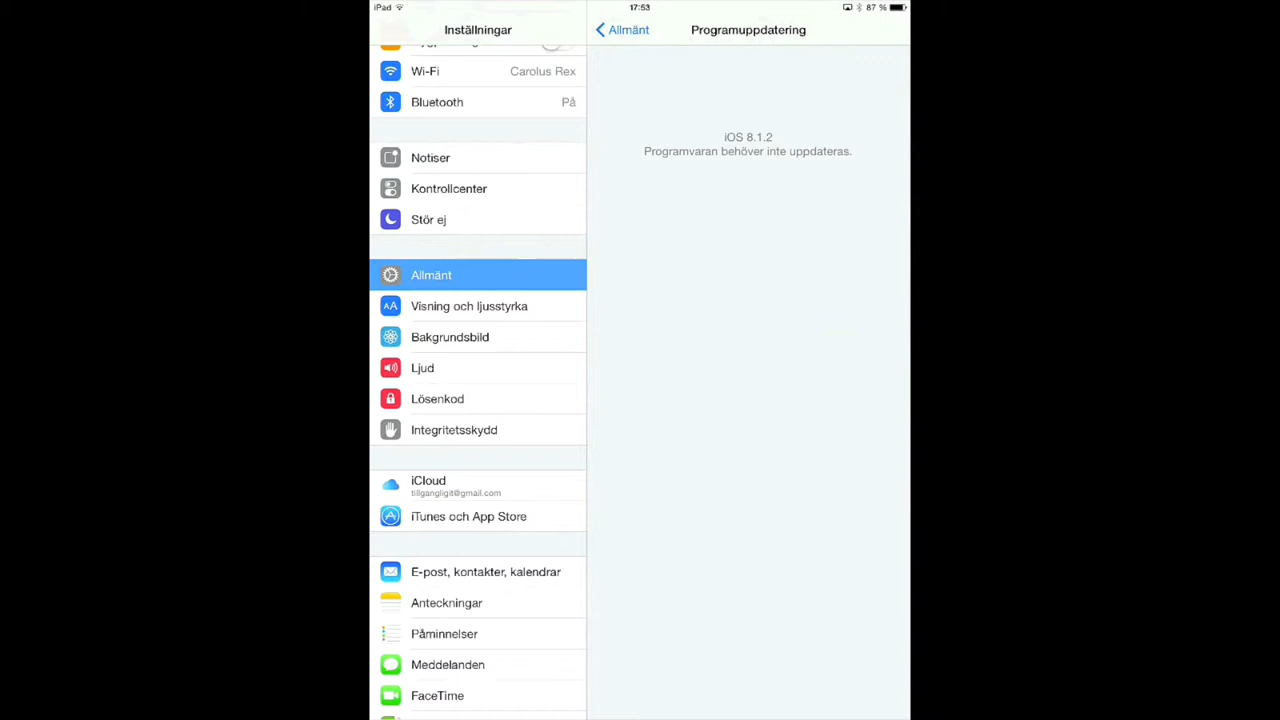 iPad
17:53
87 %
Inställningar
Allmänt
Programuppdatering
Wi-Fi
Carolus Rex
Bluetooth
På
Notiser
Kontrollcenter
Stör ej
Allmänt
Visning och ljusstyrka
Bakgrundsbild
Ljud
Lösenkod
Integritetsskydd
iCloud
tillgangligit@gmail.com
iTunes och App Store
E-post, kontakter, kalendrar
Anteckningar
Påminnelser
Meddelanden
FaceTime
iOS 8.1.2
Programvaran behöver inte uppdateras.